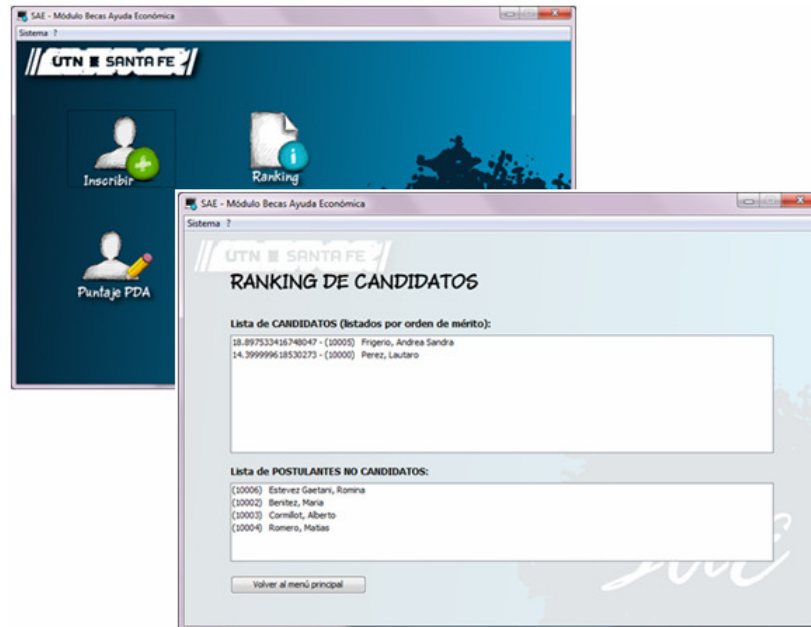 SAE - Módulo Becas Ayuda Económica
Sistema ?
UTN SANTA FE
Inscribir
Ranking
Puntaje PDA
SAE - Módulo Becas Ayuda Económica
Sistema ?
UTN SANTA FE
RANKING DE CANDIDATOS
Lista de CANDIDATOS (listados por orden de mérito):
18.897533416748047 - (10005) Frigerio, Andrea Sandra
14.399999618530273 - (10000) Perez, Lautaro
Lista de POSTULANTES NO CANDIDATOS:
(10006) Estevez Gaetani, Romina
(10002) Benitez, Maria
(10003) Cormillot, Alberto
(10004) Romero, Matias
SAE
Volver al menú principal